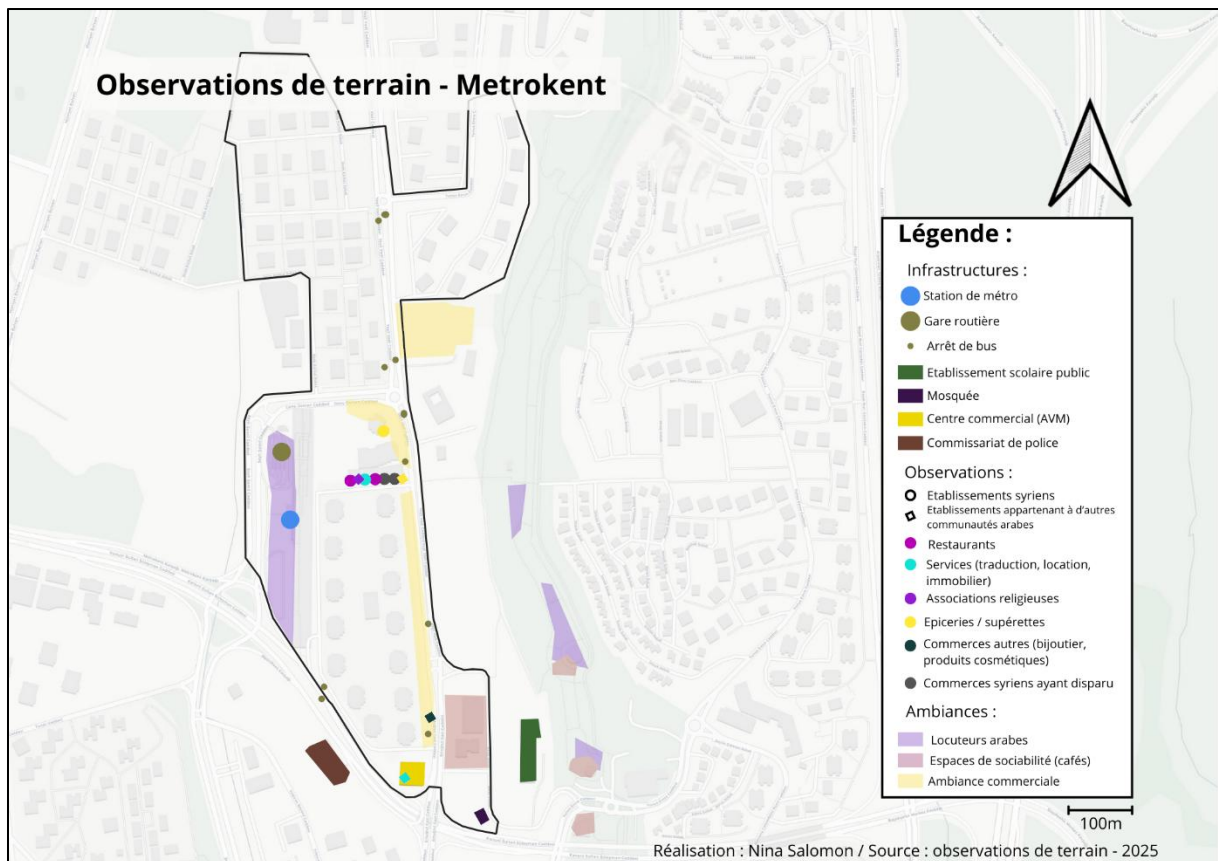 Observations de terrain - Metrokent
Légende :
Infrastructures :
Station de métro
Gare routière
Arrêt de bus
Etablissement scolaire public
Mosquée
Centre commercial (AVM)
Commissariat de police
Observations :
Etablissements syriens
Etablissements appartenant à d'autres
communautés arabes
Restaurants
Services (traduction, location,
immobilier)
Associations religieuses
Epiceries / supérettes
Commerces autres (bijoutier,
produits cosmétiques)
Commerces syriens ayant disparu
Ambiances :
Locuteurs arabes
Espaces de sociabilité (cafés)
Ambiance commerciale
100m
Réalisation : Nina Salomon / Source : observations de terrain - 2025